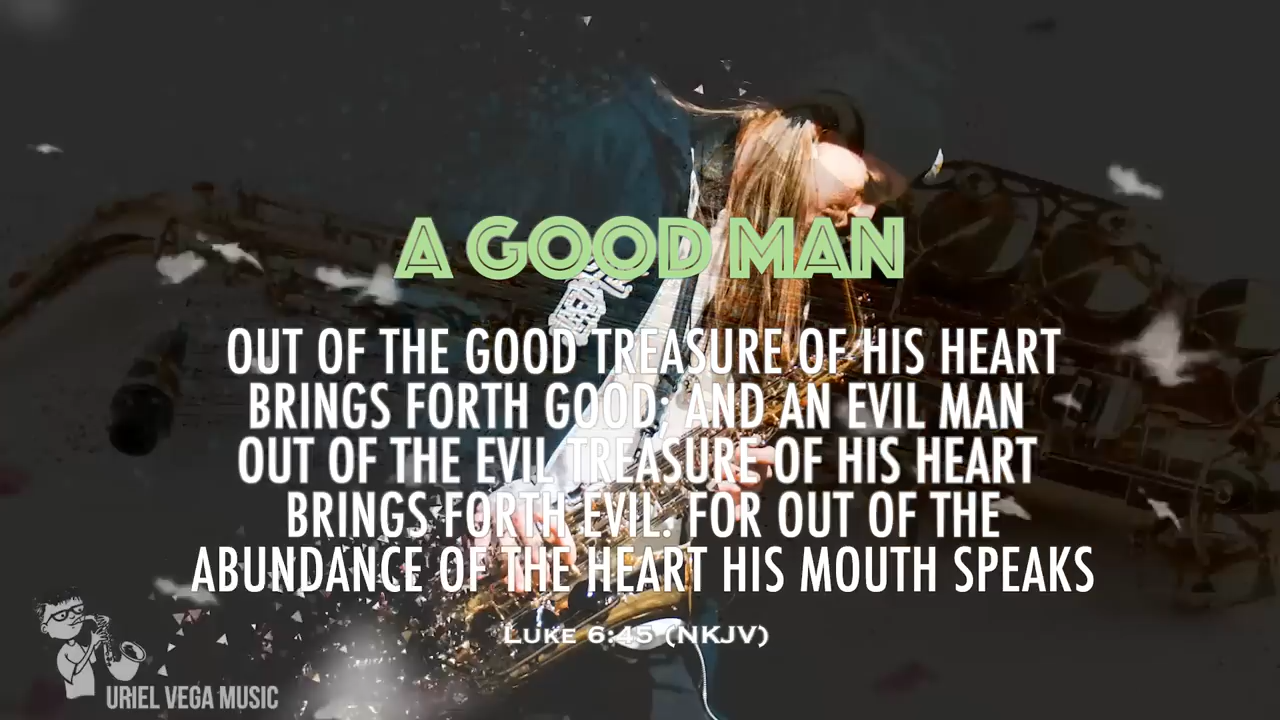 A GOOD MAN
OUT OF THE GOOD TREASURE OF HIS HEART
BRINGS FORTH GOOD; AND AN EVIL MAN
OUT OF THE EVIL TREASURE OF HIS HEART
BRINGS FORTH EVIL. FOR OUT OF THE
ABUNDANCE OF THE HEART HIS MOUTH SPEAKS
LUKE 6:45 (NKJV)
URIEL VEGA MUSIC